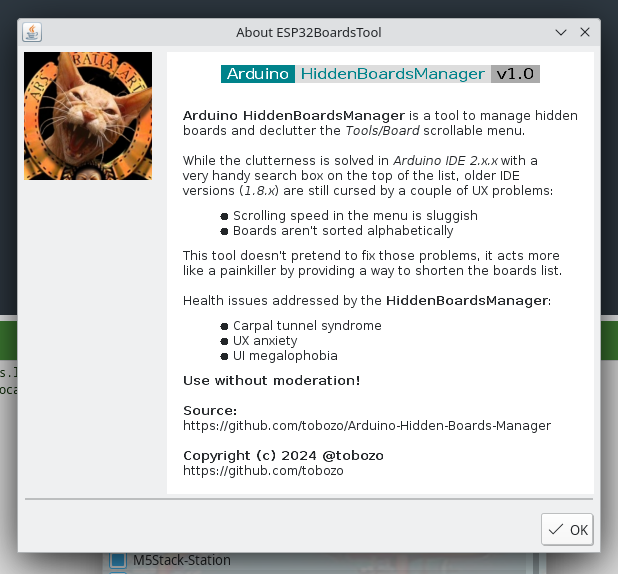 About ESP32BoardsTool
Arduino HiddenBoardsManager v1.0
Arduino HiddenBoardsManager is a tool to manage hidden
boards and declutter the Tools/Board scrollable menu.
While the clutterness is solved in Arduino IDE 2.x.x with a
very handy search box on the top of the list, older IDE
versions (1.8.x) are still cursed by a couple of UX problems:
● Scrolling speed in the menu is sluggish
● Boards aren't sorted alphabetically
This tool doesn't pretend to fix those problems, it acts more
like a painkiller by providing a way to shorten the boards list.
Health issues addressed by the HiddenBoardsManager:
● Carpal tunnel syndrome
● UX anxiety
● UI megalophobia
Use without moderation!
Source:
https://github.com/tobozo/Arduino-Hidden-Boards-Manager
Copyright (c) 2024 @tobozo
https://github.com/tobozo
OK
M5Stack-Station